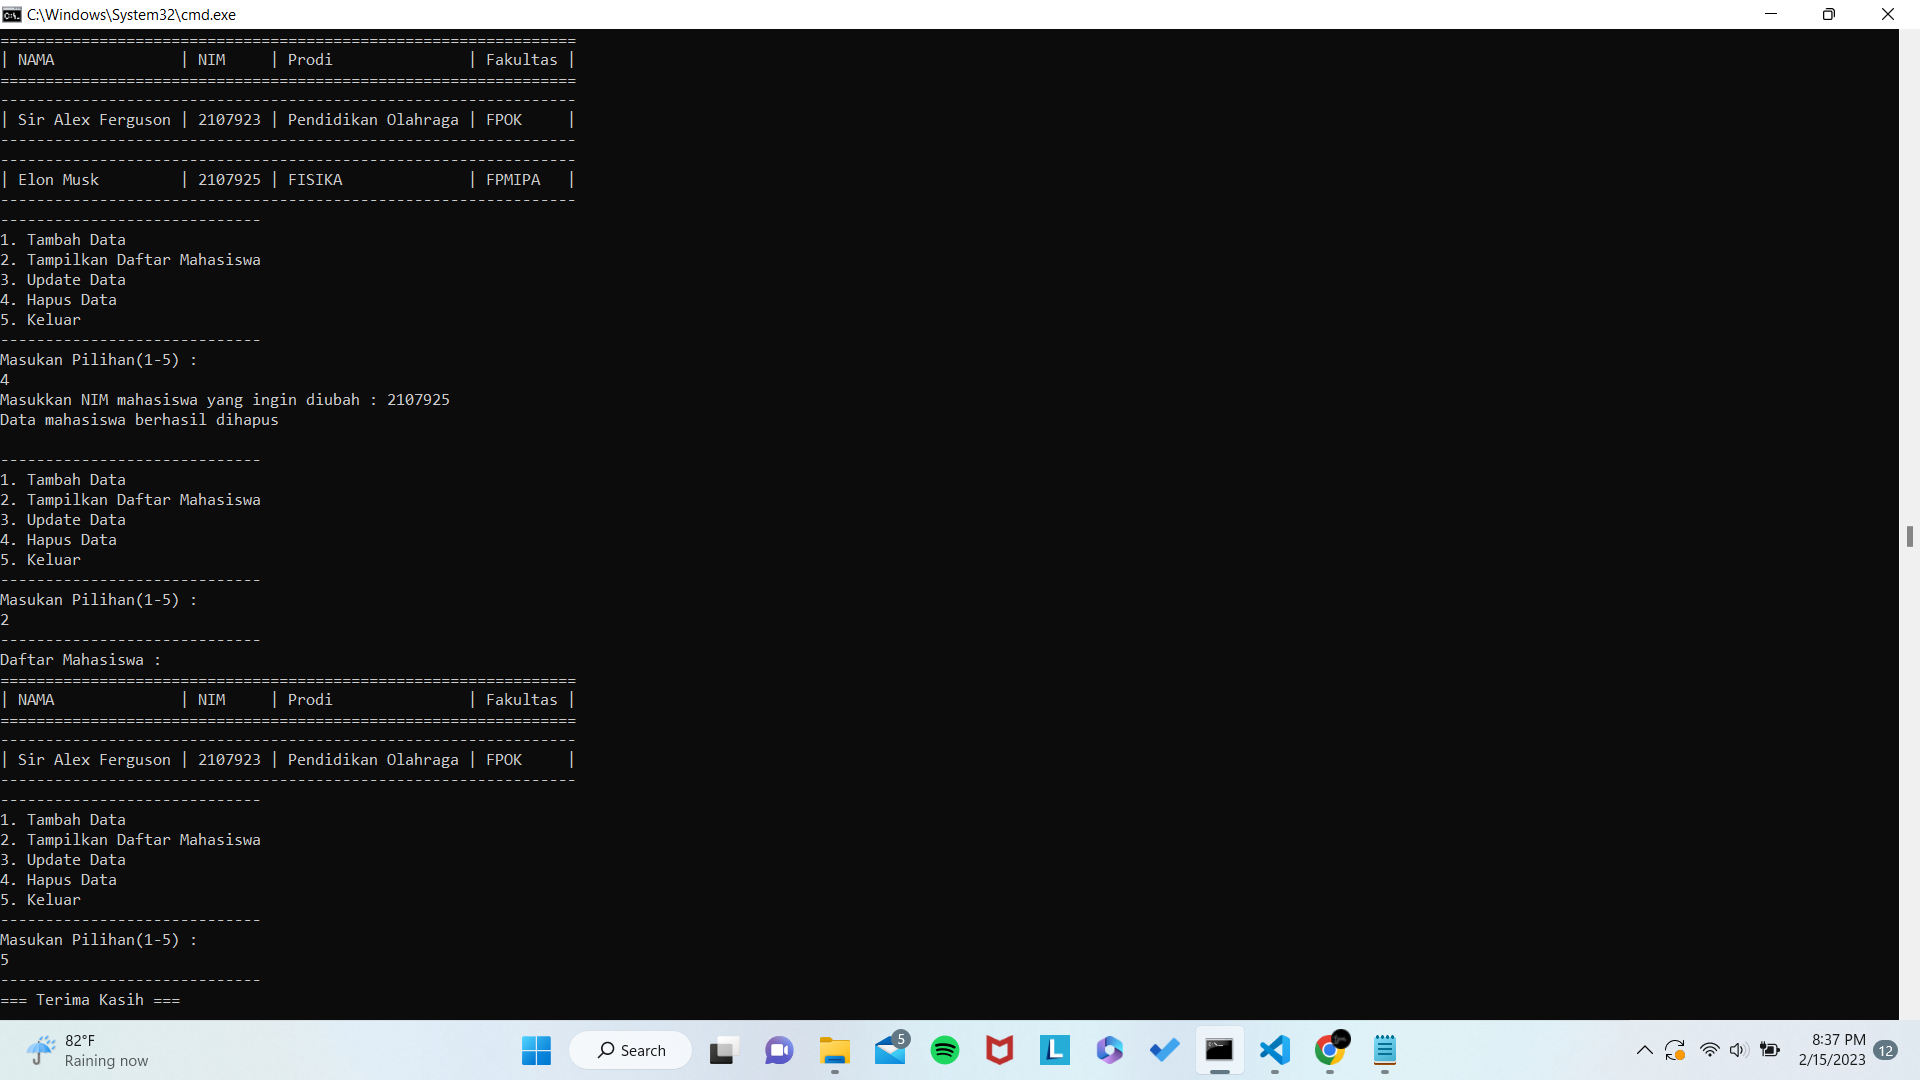 C:\Windows\System32\cmd.exe
================================================================
| NAMA              | NIM     | Prodi               | Fakultas |
================================================================
----------------------------------------------------------------
| Sir Alex Ferguson | 2107923 | Pendidikan Olahraga | FPOK     |
----------------------------------------------------------------
----------------------------------------------------------------
| Elon Musk         | 2107925 | FISIKA              | FPMIPA   |
----------------------------------------------------------------
-----------------------------
1. Tambah Data
2. Tampilkan Daftar Mahasiswa
3. Update Data
4. Hapus Data
5. Keluar
-----------------------------
Masukan Pilihan(1-5) :
4
Masukkan NIM mahasiswa yang ingin diubah : 2107925
Data mahasiswa berhasil dihapus
-----------------------------
1. Tambah Data
2. Tampilkan Daftar Mahasiswa
3. Update Data
4. Hapus Data
5. Keluar
-----------------------------
Masukan Pilihan(1-5) :
2
-----------------------------
Daftar Mahasiswa :
================================================================
| NAMA              | NIM     | Prodi               | Fakultas |
================================================================
----------------------------------------------------------------
| Sir Alex Ferguson | 2107923 | Pendidikan Olahraga | FPOK     |
----------------------------------------------------------------
-----------------------------
1. Tambah Data
2. Tampilkan Daftar Mahasiswa
3. Update Data
4. Hapus Data
5. Keluar
-----------------------------
Masukan Pilihan(1-5) :
5
-----------------------------
=== Terima Kasih ===
82°F
Raining now
Search
5
L
8:37 PM
2/15/2023
12